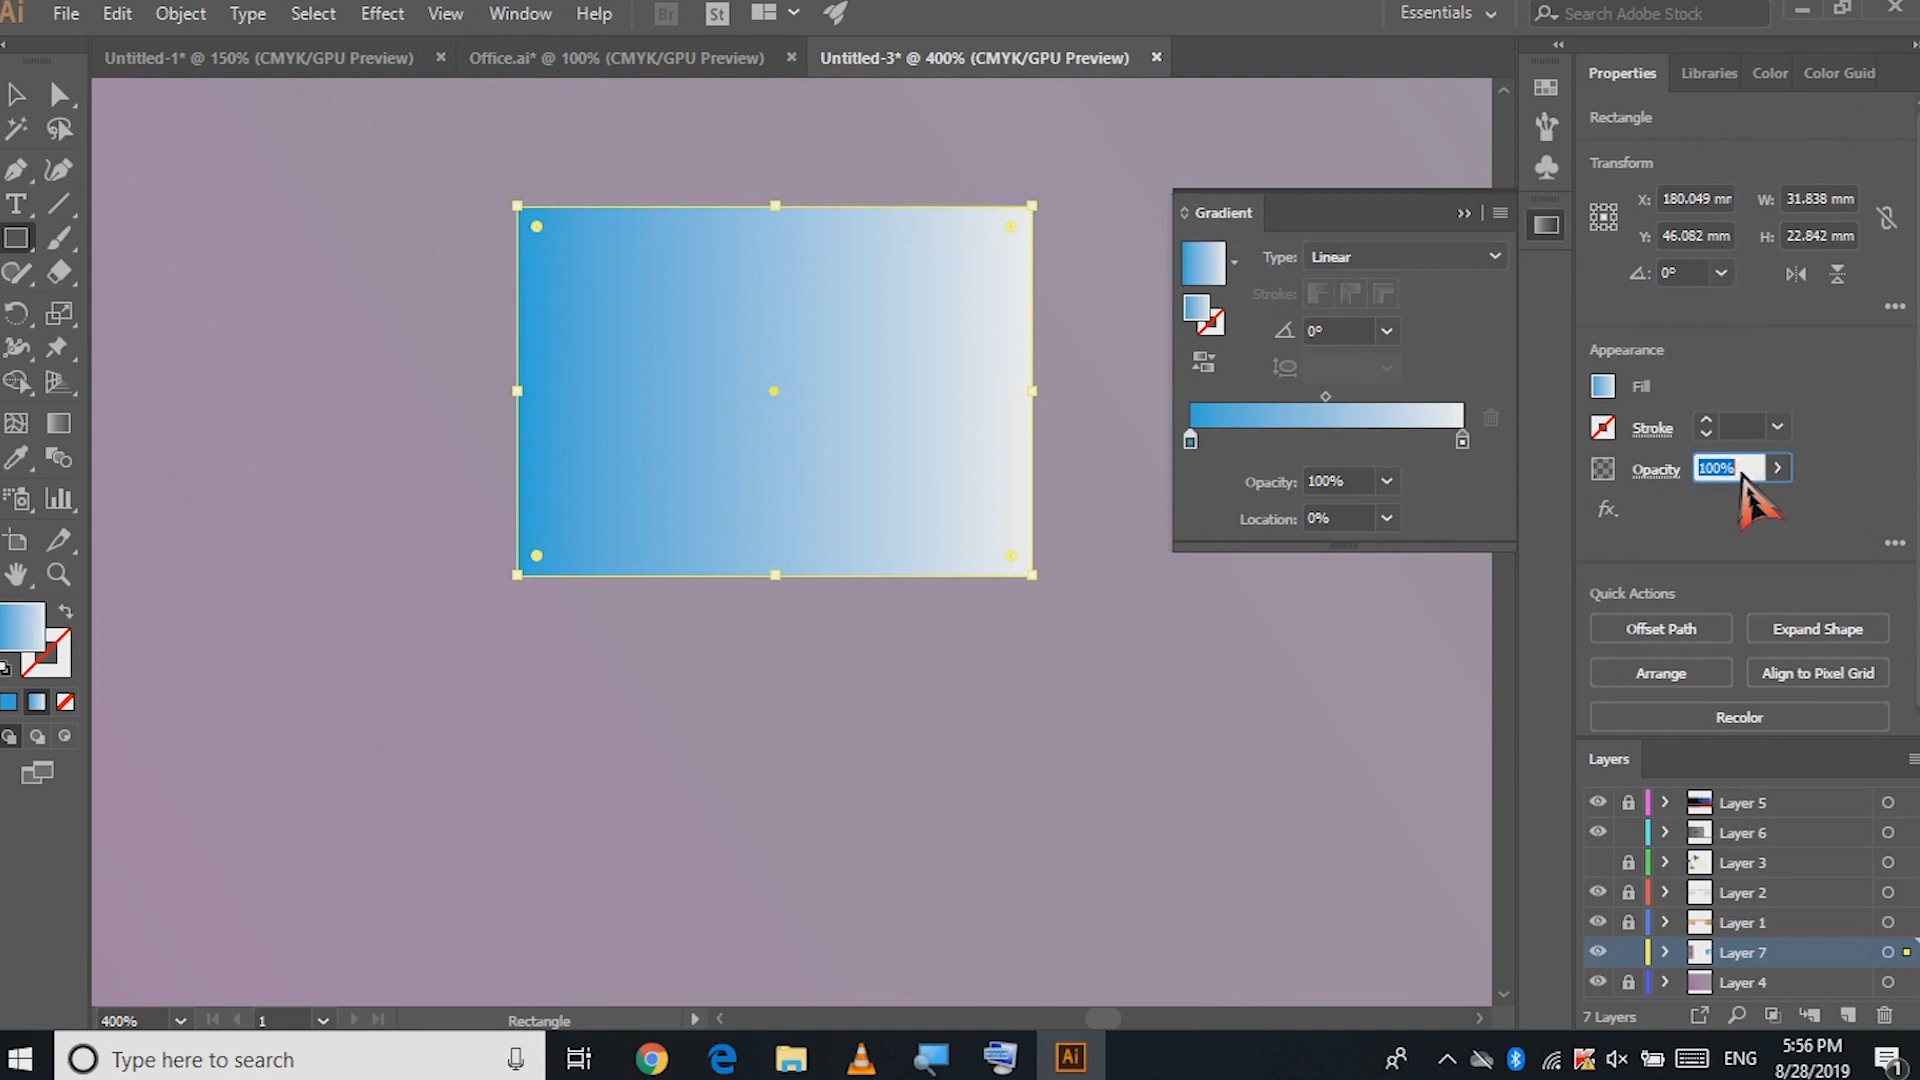 Ai File Edit Object Type Select Effect View Window Help Br St Essentials Search Adobe Stock
Untitled-1* @ 150% (CMYK/GPU Preview) Office.ai* @ 100% (CMYK/GPU Preview) Untitled-3* @ 400% (CMYK/GPU Preview)
Properties Libraries Color Color Guid
Rectangle
Transform
X: 180.049 mr W: 31.838 mm
Y: 46.082 mm H: 22.842 mm
0°
Gradient
Type: Linear
Stroke:
0°
Opacity: 100%
Location: 0%
Appearance
Fill
Stroke
Opacity 100%
fx.
Quick Actions
Offset Path Expand Shape
Arrange Align to Pixel Grid
Recolor
Layers
Layer 5
Layer 6
Layer 3
Layer 2
Layer 1
Layer 7
Layer 4
7 Layers
400% 1 Rectangle
Type here to search
Ai
ENG
5:56 PM
8/28/2019
1